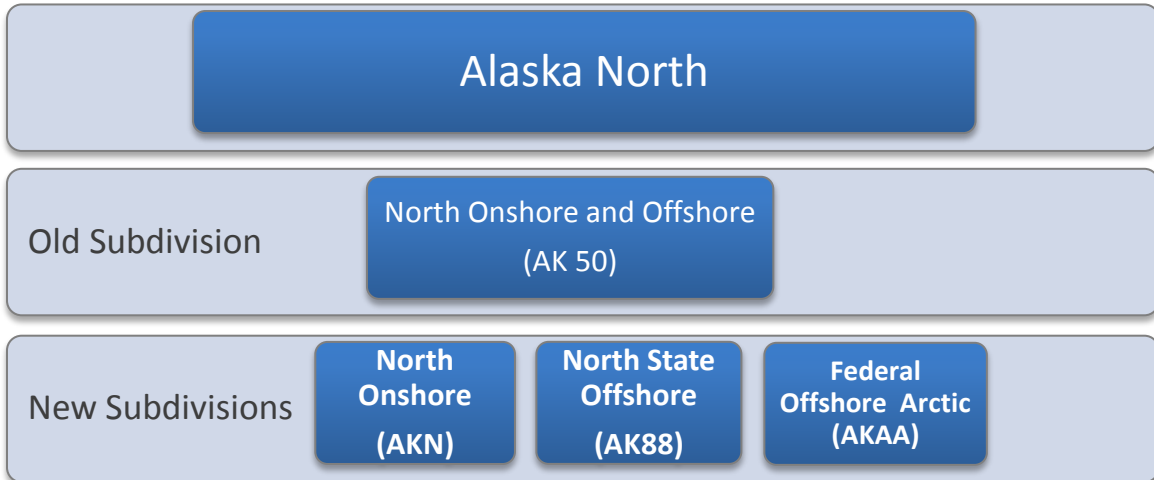 Alaska North
Old Subdivision
North Onshore and Offshore
(AK 50)
New Subdivisions
North
Onshore
(AKN)
North State
Offshore
(AK88)
Federal
Offshore Arctic
(AKAA)